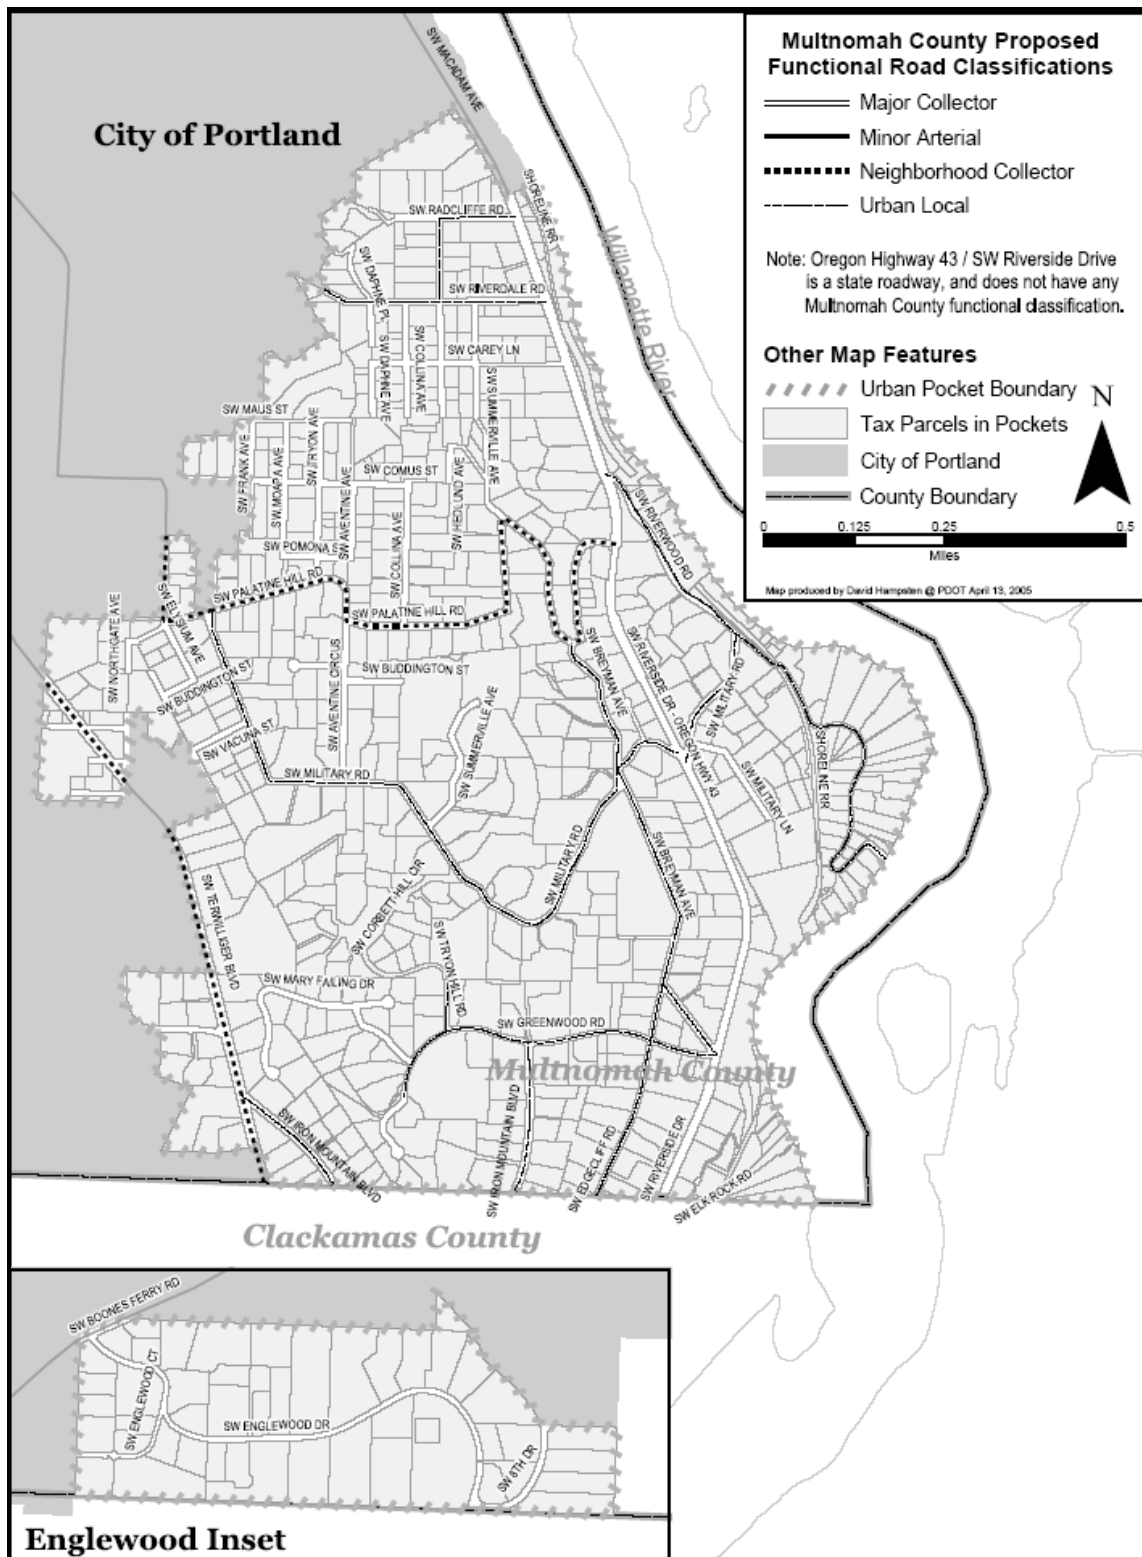 Multnomah County Proposed
Functional Road Classifications
Major Collector
Minor Arterial
Neighborhood Collector
Urban Local
Note: Oregon Highway 43 / SW Riverside Drive
is a state roadway, and does not have any
Multnomah County functional classification.
Other Map Features
Urban Pocket Boundary
N
Tax Parcels in Pockets
City of Portland
County Boundary
0 0.125 0.25 0.5
Miles
Map produced by David Hampsten @ PDOT April 13, 2005
City of Portland
SW MACADAM AVE
SHORELINE RR
Willamette River
SW RADCLIFFE RD
SW DAPHNE PL
SW RIVERDALE RD
SW DAPHNE AVE
SW COLLINA AVE
SW CAREY LN
SW SUMMERVILLE AVE
SW MAUS ST
SW FRANK AVE
SW MOAPA AVE
SW TRYON AVE
SW AVENTINE AVE
SW COMUS ST
SW HEDLUND AVE
SW COLLINA AVE
SW POMONA S
SW RIVERWOOD RD
SW PALATINE HILL RD
SW PALATINE HILL RD
SW ELYSIUM AVE
SW NORTHGATE AVE
SW BUDDINGTON ST
SW BUDDINGTON ST
SW AVENTINE CIRCUS
SW BREYMAN AVE
SW RIVERSIDE DR - OREGON HWY 43
SW MILITARY RD
SW VACUNA ST
SW SUMMERVILLE AVE
SW MILITARY RD
SW MILITARY LN
SHORELINE RR
SW MILITARY RD
SW BREYMAN AVE
SW TERWILLIGER BLVD
SW CORBETT HILL CIR
SW TRYON HILL RD
SW MARY FAILING DR
SW GREENWOOD RD
Multnomah County
SW IRON MOUNTAIN BLVD
SW IRON MOUNTAIN BLVD
SW EDGECLIFF RD
SW RIVERSIDE DR
SW ELK ROCK RD
Clackamas County
SW BOONES FERRY RD
SW ENGLEWOOD CT
SW ENGLEWOOD DR
SW 8TH DR
Englewood Inset